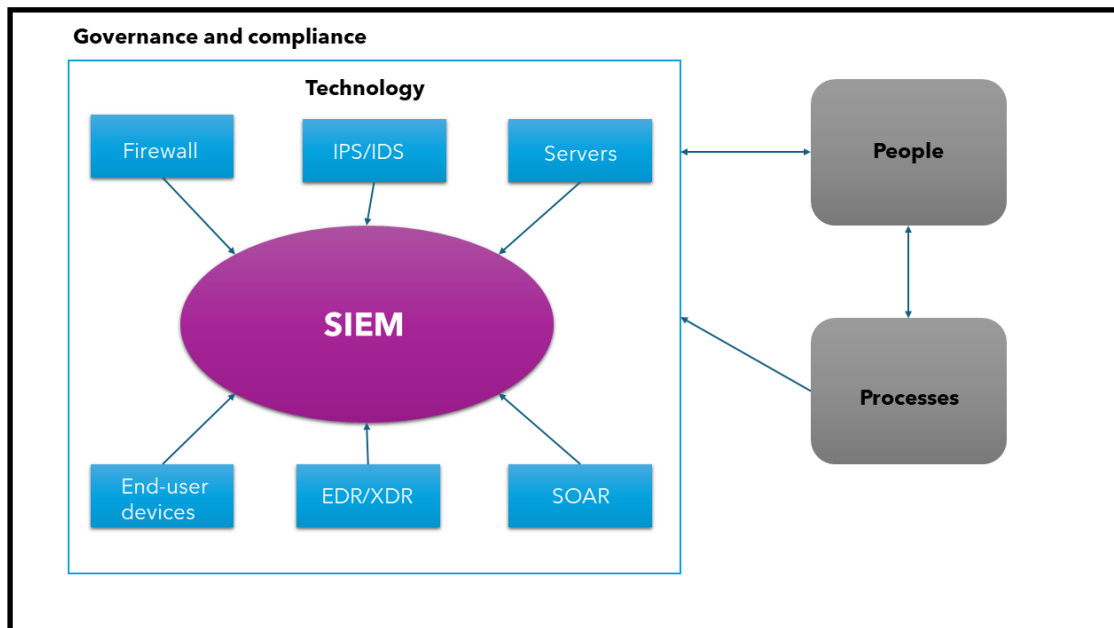 Governance and compliance
Technology
Firewall
IPS/IDS
Servers
People
SIEM
Processes
End-user
devices
EDR/XDR
SOAR